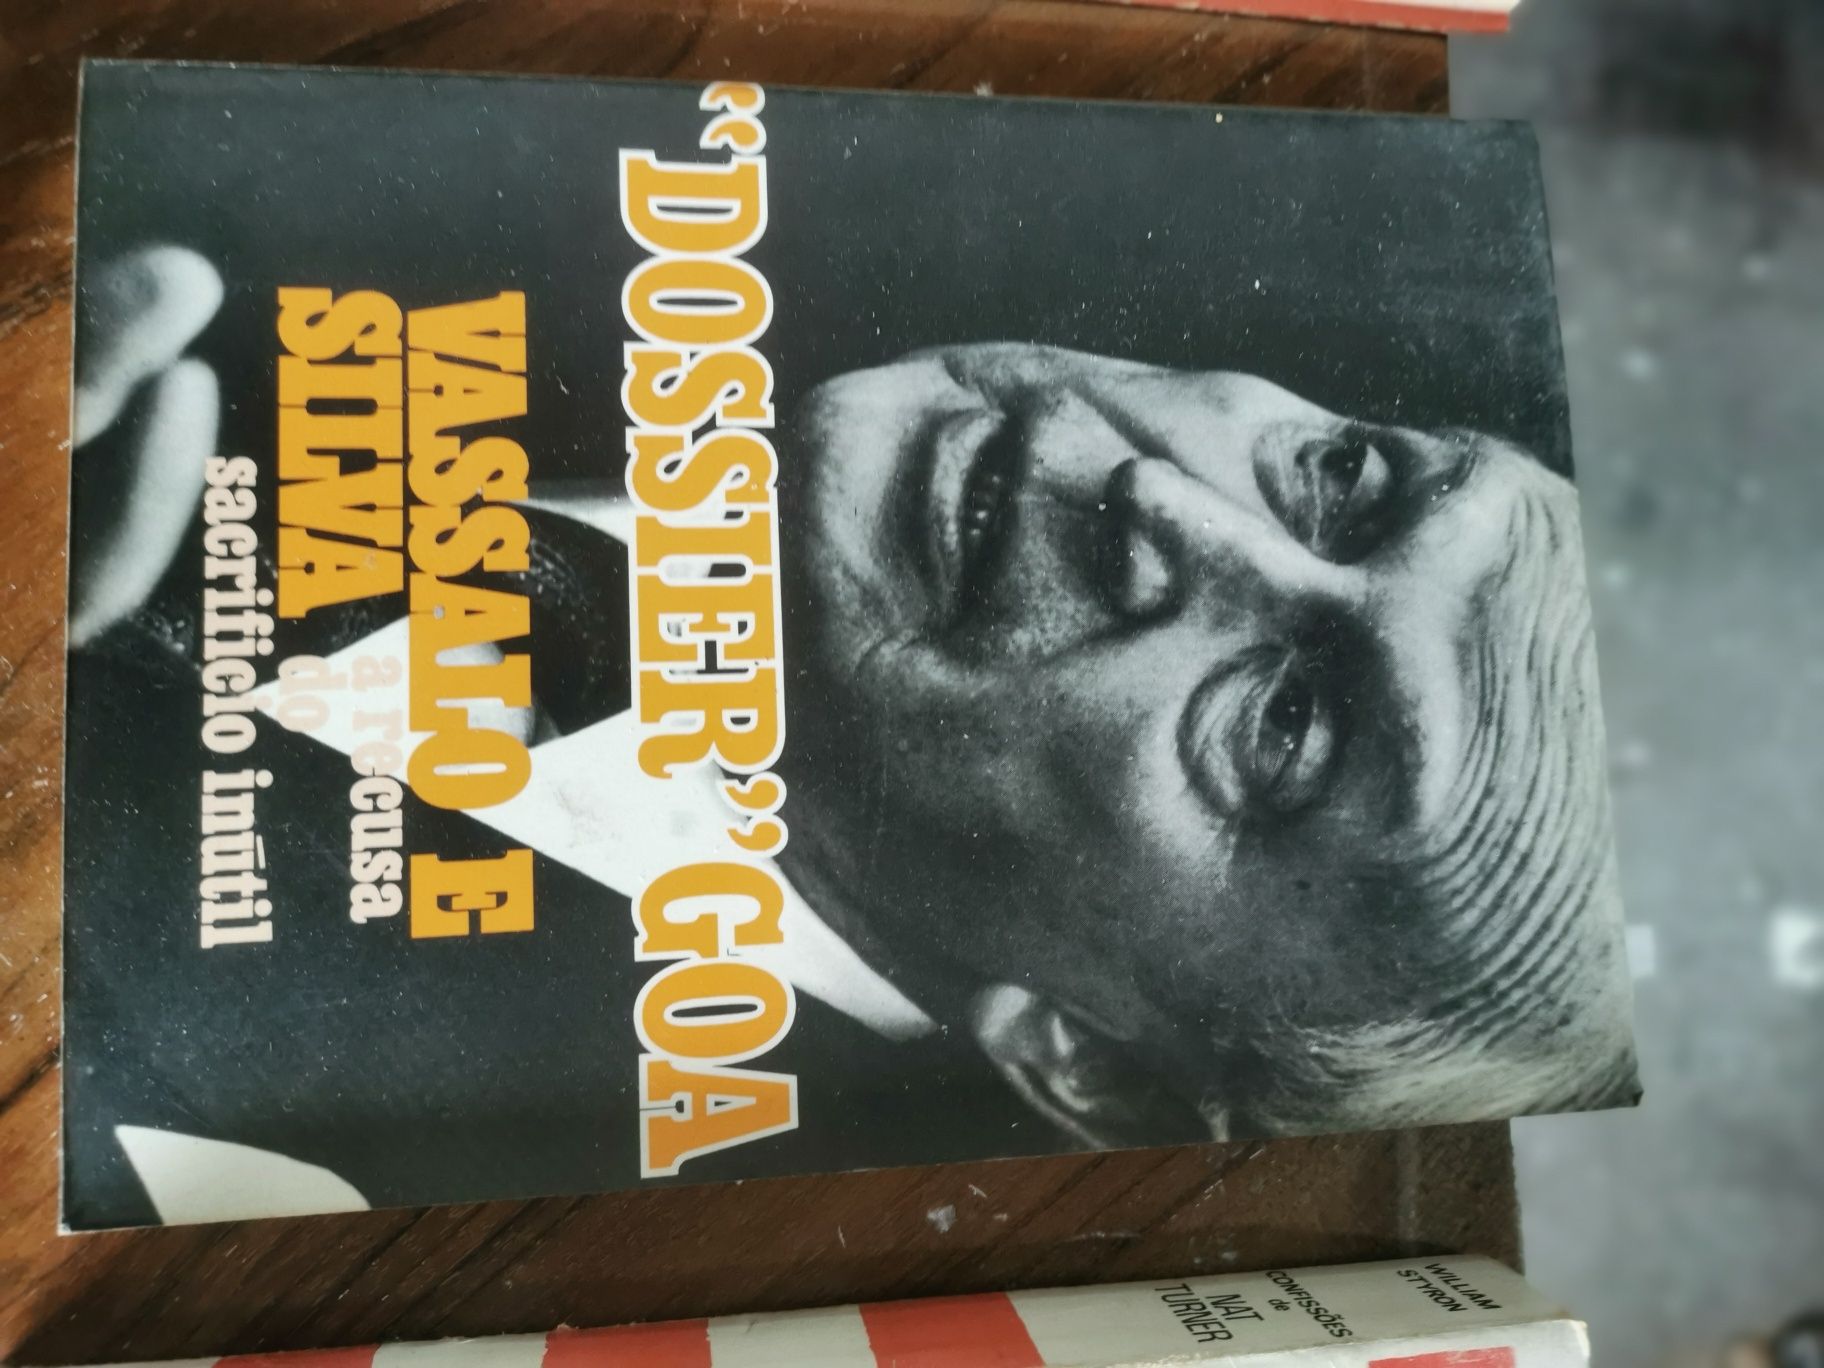 “DOSSIER” GOA
VASSALO E
SILVA
a recusa
do
sacrifício inútil
WILLIAM
STYRON
CONFISSÕES
de
NAT
TURNER